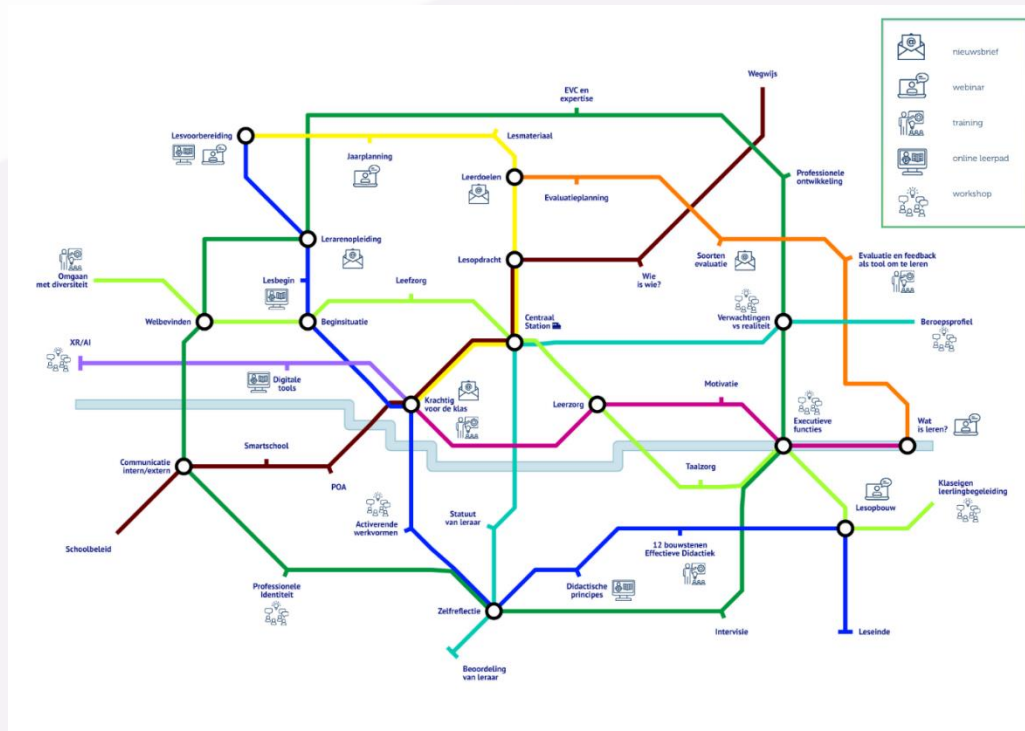 nieuwsbrief
webinar
training
online leerpad
workshop
Wegwijs
EVC en
expertise
Lesvoorbereiding
Lesmateriaal
Jaarplanning
Leerdoelen
Evaluatieplanning
Professionele
ontwikkeling
Lerarenopleiding
Lesopdracht
Soorten
evaluatie
Evaluatie en feedback
als tool om te leren
Omgaan
met diversiteit
Lesbegin
Leefzorg
Wie
is wie?
Welbevinden
Beginsituatie
Centraal
Station
Verwachtingen
vs realiteit
Beroepsprofiel
XR/AI
Digitale
tools
Krachtig
voor de klas
Leerzorg
Motivatie
Executieve
functies
Wat
is leren?
Smartschool
Communicatie
intern/extern
POA
Taalzorg
Lesopbouw
Klaseigen
leerlingbegeleiding
Activerende
werkvormen
Statuut
van leraar
Schoolbeleid
12 bouwstenen
Effectieve Didactiek
Professionele
Identiteit
Didactische
principes
Zelfreflectie
Intervisie
Leseinde
Beoordeling
van leraar